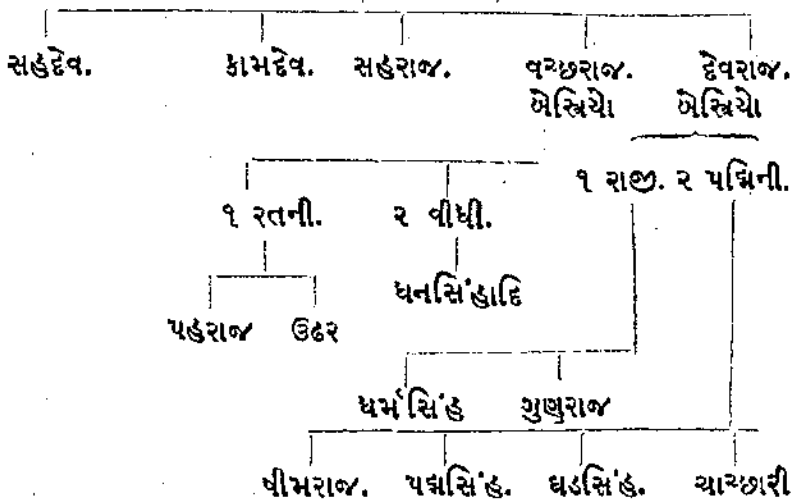 સહદેવ. કામદેવ. સહરાજ. વચ્છરાજ. દેવરાજ.
બેસ્ત્રિયો બેસ્ત્રિયો
૧ રાજી. ૨ પદ્મિની.
૧ રતની. ૨ વીધી.
ધનસિંહાદિ
પહરાજ ઉઢર
ધર્મસિંહ ગુણુરાજ
ષીમરાજ. પદ્મસિંહ. ઘડસિંહ. ચાચ્છારી